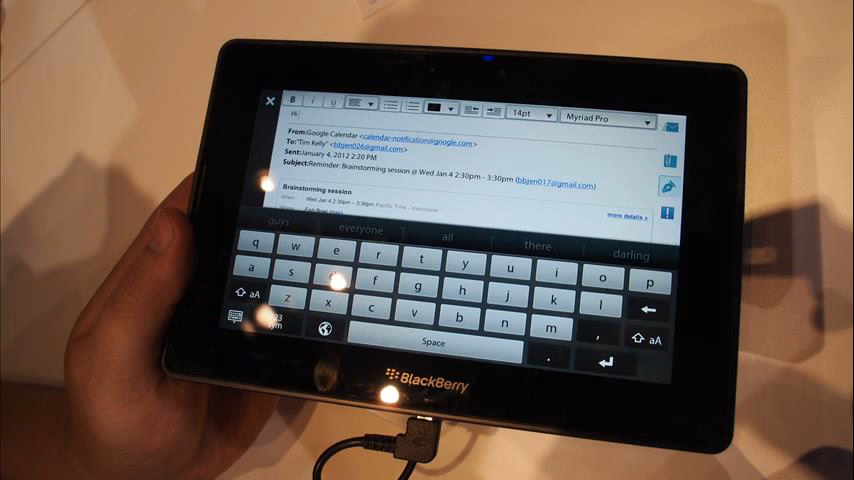 B i U 14pt Myriad Pro
Hi
From:Google Calendar <calendar-notification@google.com>
To:"Tim Kelly" <bbjen026@gmail.com>
Sent:January 4, 2012 2:20 PM
Subject:Reminder: Brainstorming session @ Wed Jan 4 2:30pm - 3:30pm (bbjen017@gmail.com)
Brainstorming session
more details »
When Wed Jan 4 2:30pm – 3:30pm Pacific Time - Vancouver
guys everyone all there darling
q w e r t y u i o p
a s f g h j k l
aA z x c v b n m , aA
sym Space .
BlackBerry